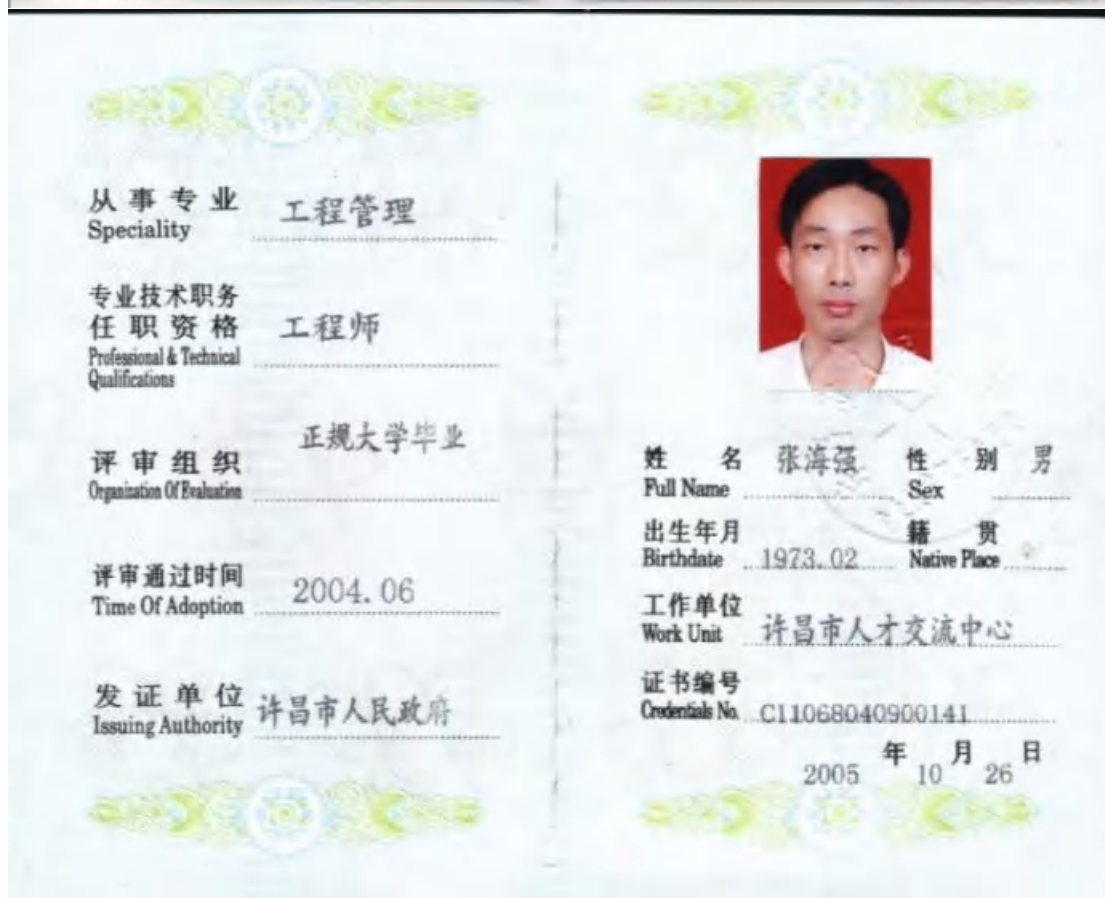 从事专业 工程管理
Speciality
专业技术职务
任职资格 工程师
Professional & Technical
Qualifications
正规大学毕业
评审组织
Organization Of Evaluation
评审通过时间 2004.06
Time Of Adoption
发证单位 许昌市人民政府
Issuing Authority
姓名 张海强 性别 男
Full Name Sex
出生年月 籍贯
Birthdate 1973.02 Native Place
工作单位
Work Unit 许昌市人才交流中心
证书编号
Credentials No. C11068040900141
年 月 日
2005 10 26